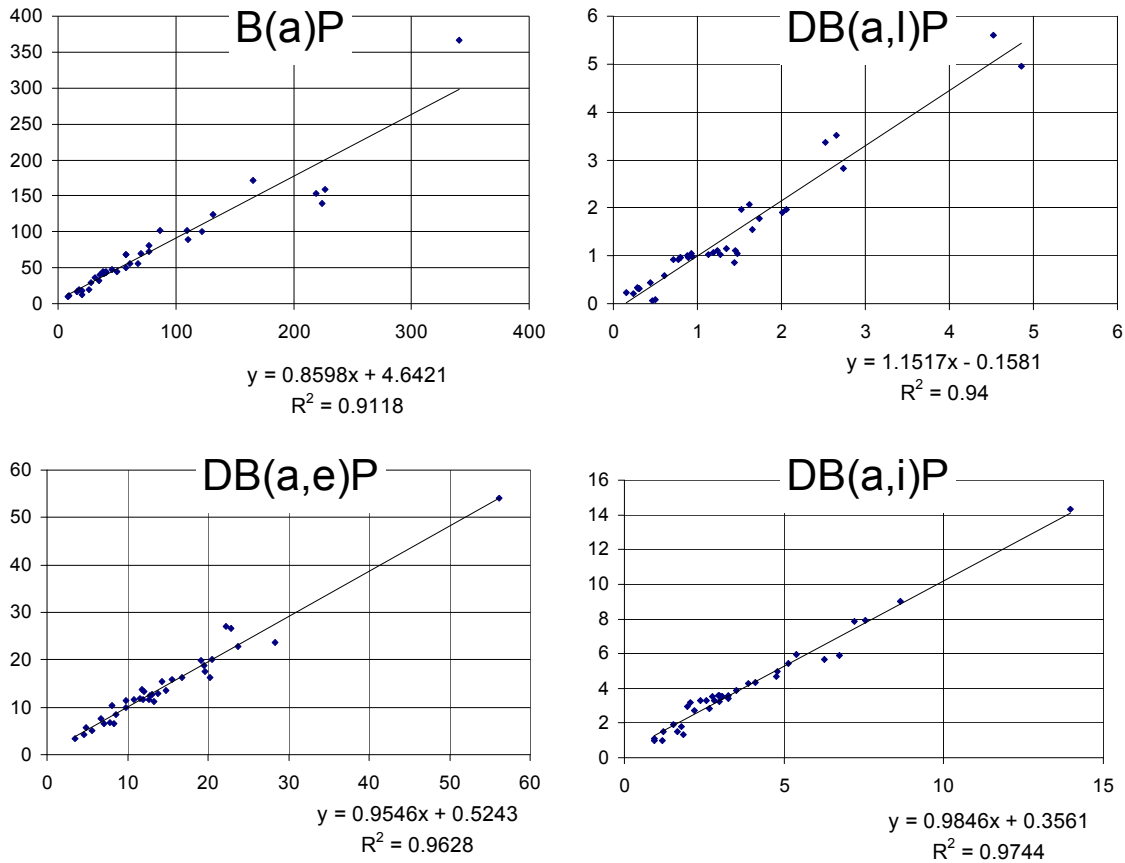 B(a)P
400
350
300
250
200
150
100
50
0
0 100 200 300 400
y = 0.8598x + 4.6421
R² = 0.9118
DB(a,l)P
6
5
4
3
2
1
0
0 1 2 3 4 5 6
y = 1.1517x - 0.1581
R² = 0.94
DB(a,e)P
60
50
40
30
20
10
0
0 10 20 30 40 50 60
y = 0.9546x + 0.5243
R² = 0.9628
DB(a,i)P
16
14
12
10
8
6
4
2
0
0 5 10 15
y = 0.9846x + 0.3561
R² = 0.9744